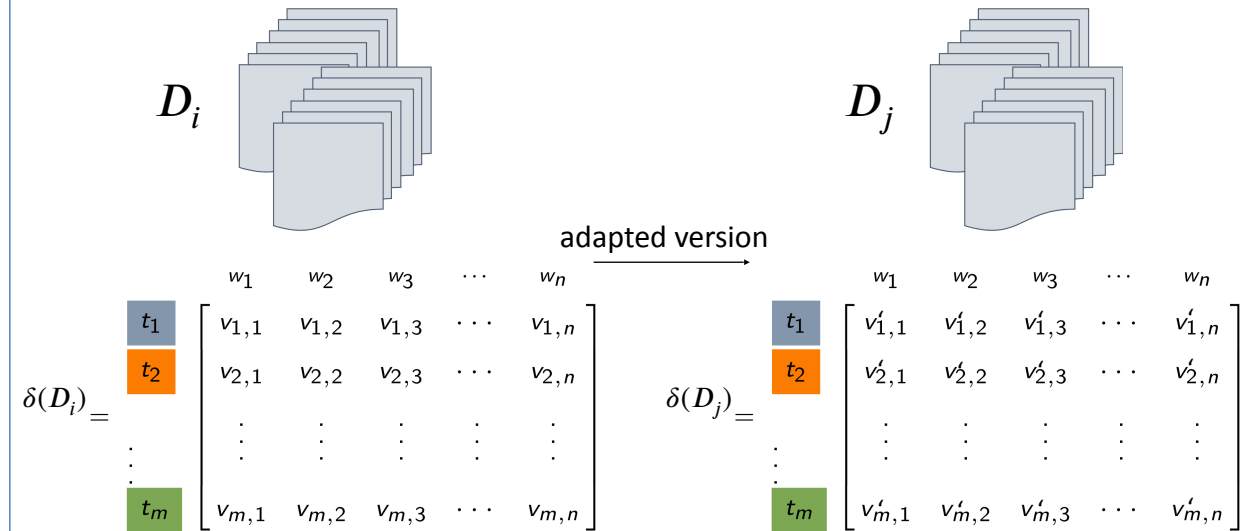 D_i D_j
adapted version
w_1 w_2 w_3 ⋯ w_n w_1 w_2 w_3 ⋯ w_n
t_1 v_{1,1} v_{1,2} v_{1,3} ⋯ v_{1,n} t_1 v′_{1,1} v′_{1,2} v′_{1,3} ⋯ v′_{1,n}
t_2 v_{2,1} v_{2,2} v_{2,3} ⋯ v_{2,n} t_2 v′_{2,1} v′_{2,2} v′_{2,3} ⋯ v′_{2,n}
δ(D_i) = δ(D_j) =
⋮ ⋮ ⋮ ⋮ ⋮ ⋮ ⋮ ⋮ ⋮ ⋮ ⋮ ⋮
t_m v_{m,1} v_{m,2} v_{m,3} ⋯ v_{m,n} t_m v′_{m,1} v′_{m,2} v′_{m,3} ⋯ v′_{m,n}